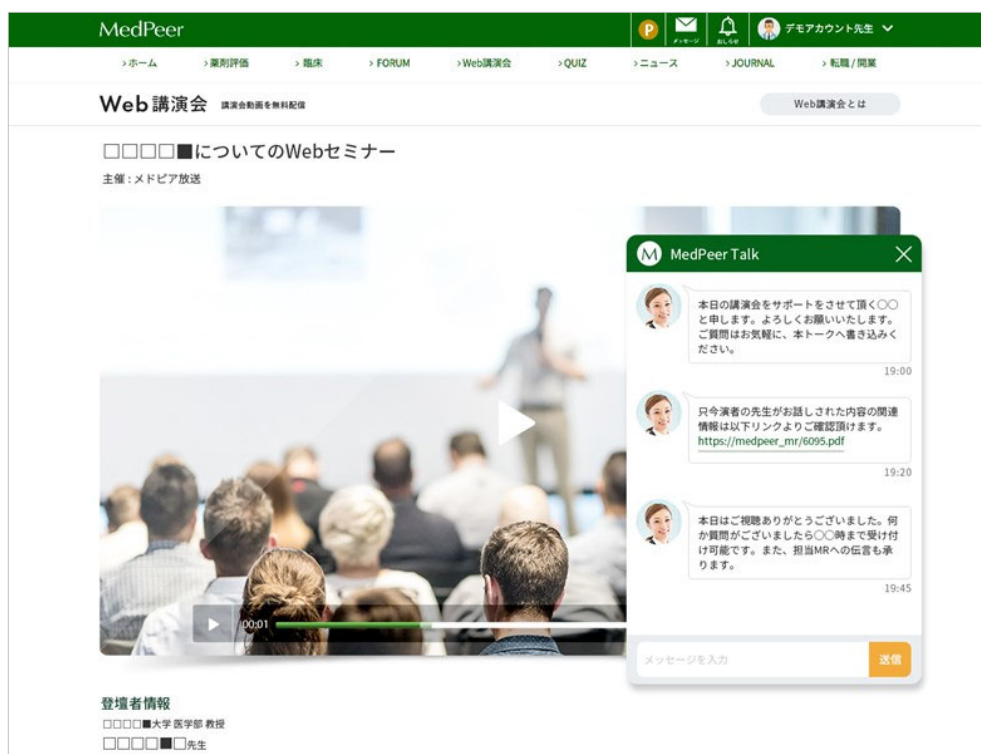 MedPeer
P
メッセージ
おしらせ
デモアカウント先生
>ホーム
>薬剤評価
>臨床
>FORUM
>Web講演会
>QUIZ
>ニュース
>JOURNAL
>転職/開業
Web講演会 講演会動画を無料配信
Web講演会とは
□□□□■についてのWebセミナー
主催:メドピア放送
M MedPeer Talk
本日の講演会をサポートをさせて頂く〇〇
と申します。よろしくお願いいたします。
ご質問はお気軽に、本トークへ書き込みく
ださい。
19:00
只今演者の先生がお話しされた内容の関連
情報は以下リンクよりご確認頂けます。
https://medpeer_mr/6095.pdf
19:20
本日はご視聴ありがとうございました。何
か質問がございましたら〇〇時まで受け付
け可能です。また、担当MRへの伝言も承
ります。
19:45
メッセージを入力
送信
00:01
登壇者情報
□□□□■大学 医学部 教授
□□□□■□先生